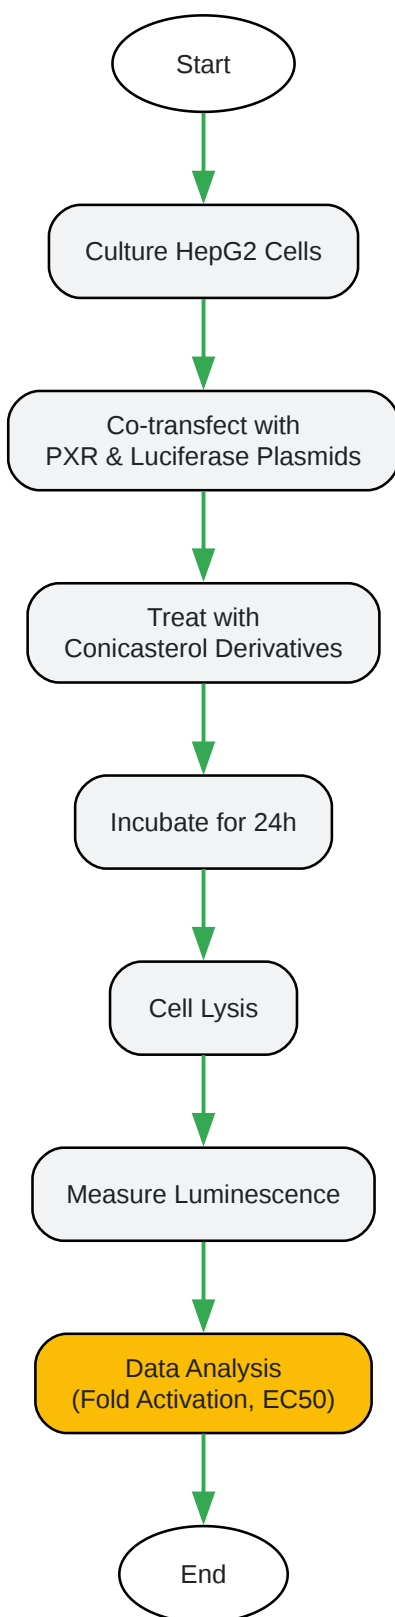 Start
Culture HepG2 Cells
Co-transfect with
PXR & Luciferase Plasmids
Treat with
Conicasterol Derivatives
Incubate for 24h
Cell Lysis
Measure Luminescence
Data Analysis
(Fold Activation, EC50)
End